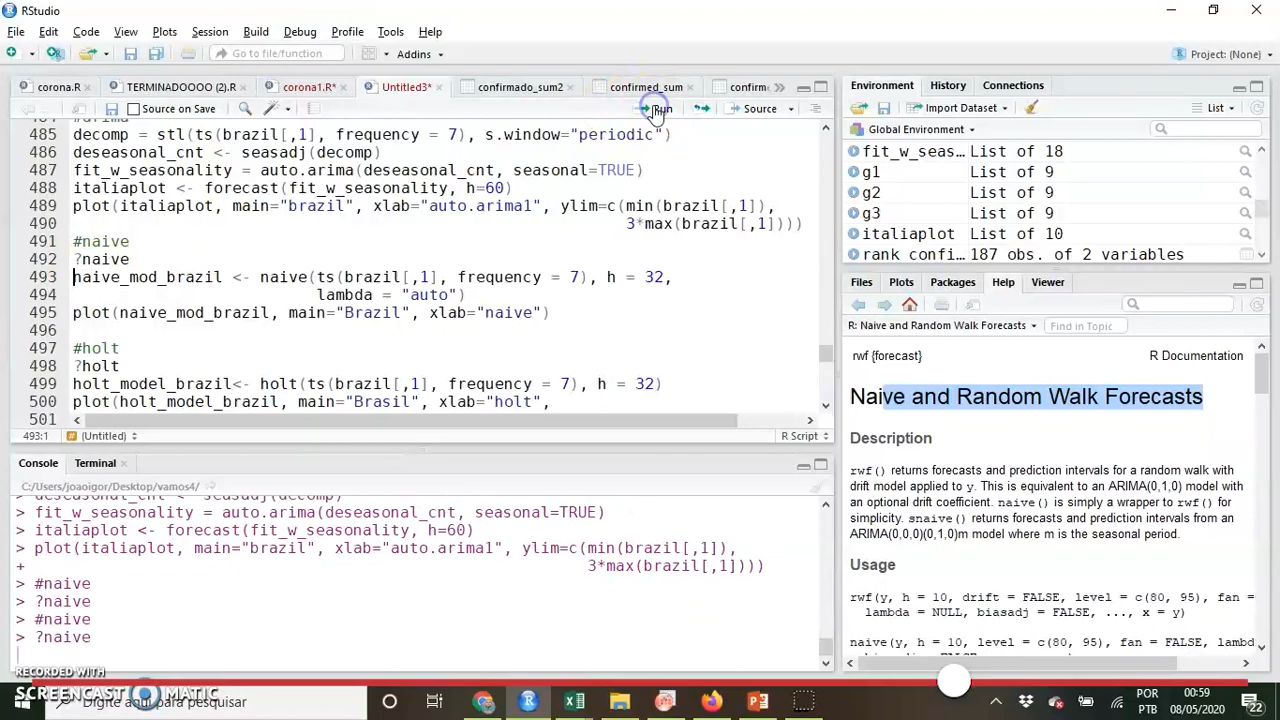 RStudio
File Edit Code View Plots Session Build Debug Profile Tools Help
Go to file/function Addins Project: (None)
corona.R TERMINADOOOO (2).R corona1.R* Untitled3* confirmado_sum2 confirmed_sum confirm
Source on Save Run Source
485 decomp = stl(ts(brazil[,1], frequency = 7), s.window="periodic")
486 deseasonal_cnt <- seasadj(decomp)
487 fit_w_seasonality = auto.arima(deseasonal_cnt, seasonal=TRUE)
488 italiaplot <- forecast(fit_w_seasonality, h=60)
489 plot(italiaplot, main="brazil", xlab="auto.arima1", ylim=c(min(brazil[,1]),
490 3*max(brazil[,1])))
491 #naive
492 ?naive
493 naive_mod_brazil <- naive(ts(brazil[,1], frequency = 7), h = 32,
494 lambda = "auto")
495 plot(naive_mod_brazil, main="Brazil", xlab="naive")
496
497 #holt
498 ?holt
499 holt_model_brazil<- holt(ts(brazil[,1], frequency = 7), h = 32)
500 plot(holt_model_brazil, main="Brasil", xlab="holt",
501
493:1 (Untitled) R Script
Console Terminal
C:/Users/joaoigor/Desktop/vamos4/
> deseasonal_cnt <- seasadj(decomp)
> fit_w_seasonality = auto.arima(deseasonal_cnt, seasonal=TRUE)
> italiaplot <- forecast(fit_w_seasonality, h=60)
> plot(italiaplot, main="brazil", xlab="auto.arima1", ylim=c(min(brazil[,1]),
+ 3*max(brazil[,1])))
> #naive
> ?naive
> #naive
> ?naive
Environment History Connections
Import Dataset List
Global Environment
fit_w_seas… List of 18
g1 List of 9
g2 List of 9
g3 List of 9
italiaplot List of 10
rank confi… 187 obs. of 2 variables
Files Plots Packages Help Viewer
R: Naive and Random Walk Forecasts Find in Topic
rwf {forecast} R Documentation
Naive and Random Walk Forecasts
Description
rwf() returns forecasts and prediction intervals for a random walk with
drift model applied to y. This is equivalent to an ARIMA(0,1,0) model with
an optional drift coefficient. naive() is simply a wrapper to rwf() for
simplicity. snaive() returns forecasts and prediction intervals from an
ARIMA(0,0,0)(0,1,0)m model where m is the seasonal period.
Usage
rwf(y, h = 10, drift = FALSE, level = c(80, 95), fan =
lambda = NULL, biasadj = FALSE, ..., x = y)
naive(y, h = 10, level = c(80, 95), fan = FALSE, lambd
RECORDED WITH
SCREENCAST MATIC
Digite aqui para pesquisar
POR
PTB
00:59
08/05/2020
22